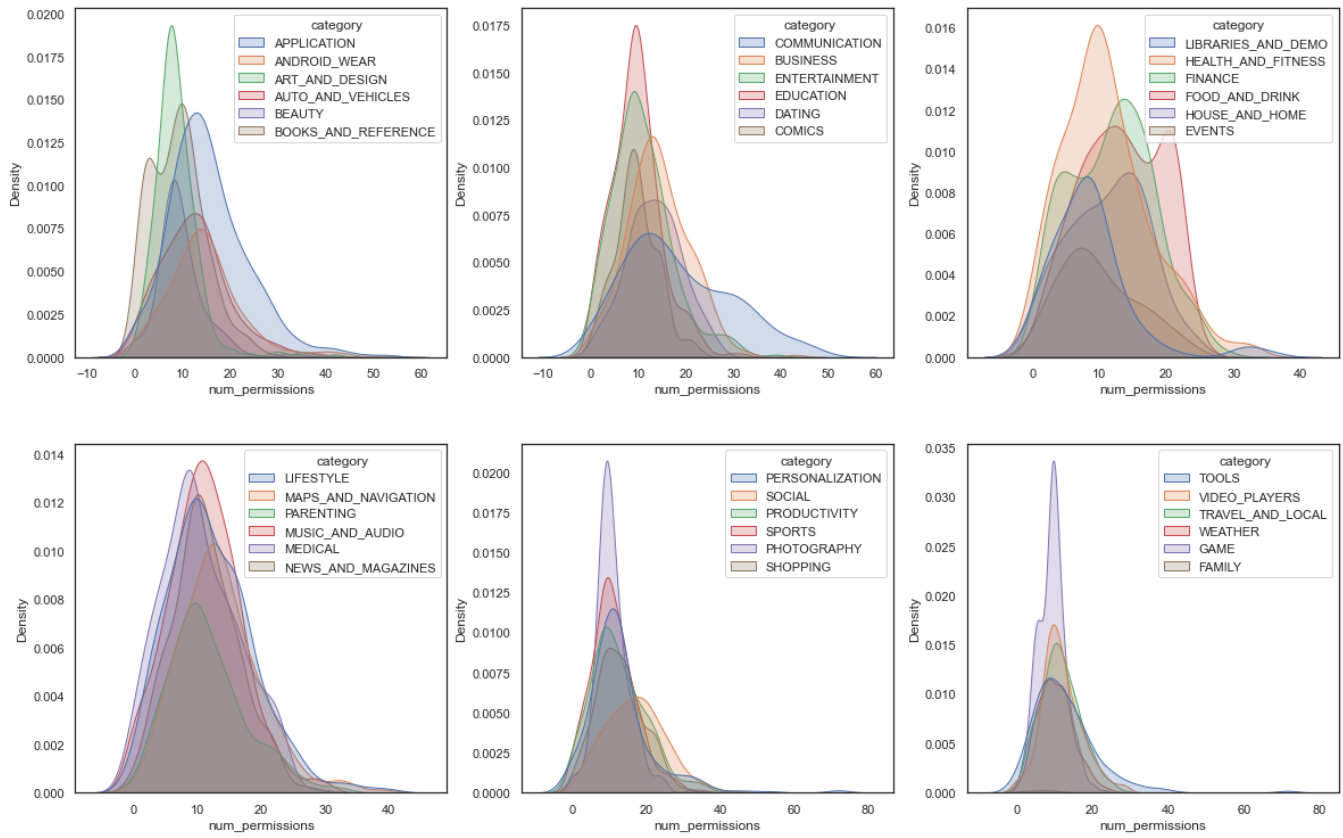 category
APPLICATION
ANDROID_WEAR
ART_AND_DESIGN
AUTO_AND_VEHICLES
BEAUTY
BOOKS_AND_REFERENCE
0.0200
0.0175
0.0150
0.0125
0.0100
0.0075
0.0050
0.0025
0.0000
Density
−10 0 10 20 30 40 50 60
num_permissions
category
COMMUNICATION
BUSINESS
ENTERTAINMENT
EDUCATION
DATING
COMICS
0.0175
0.0150
0.0125
0.0100
0.0075
0.0050
0.0025
0.0000
Density
−10 0 10 20 30 40 50 60
num_permissions
category
LIBRARIES_AND_DEMO
HEALTH_AND_FITNESS
FINANCE
FOOD_AND_DRINK
HOUSE_AND_HOME
EVENTS
0.016
0.014
0.012
0.010
0.008
0.006
0.004
0.002
0.000
Density
0 10 20 30 40
num_permissions
category
LIFESTYLE
MAPS_AND_NAVIGATION
PARENTING
MUSIC_AND_AUDIO
MEDICAL
NEWS_AND_MAGAZINES
0.014
0.012
0.010
0.008
0.006
0.004
0.002
0.000
Density
0 10 20 30 40
num_permissions
category
PERSONALIZATION
SOCIAL
PRODUCTIVITY
SPORTS
PHOTOGRAPHY
SHOPPING
0.0200
0.0175
0.0150
0.0125
0.0100
0.0075
0.0050
0.0025
0.0000
Density
0 20 40 60 80
num_permissions
category
TOOLS
VIDEO_PLAYERS
TRAVEL_AND_LOCAL
WEATHER
GAME
FAMILY
0.035
0.030
0.025
0.020
0.015
0.010
0.005
0.000
Density
0 20 40 60 80
num_permissions